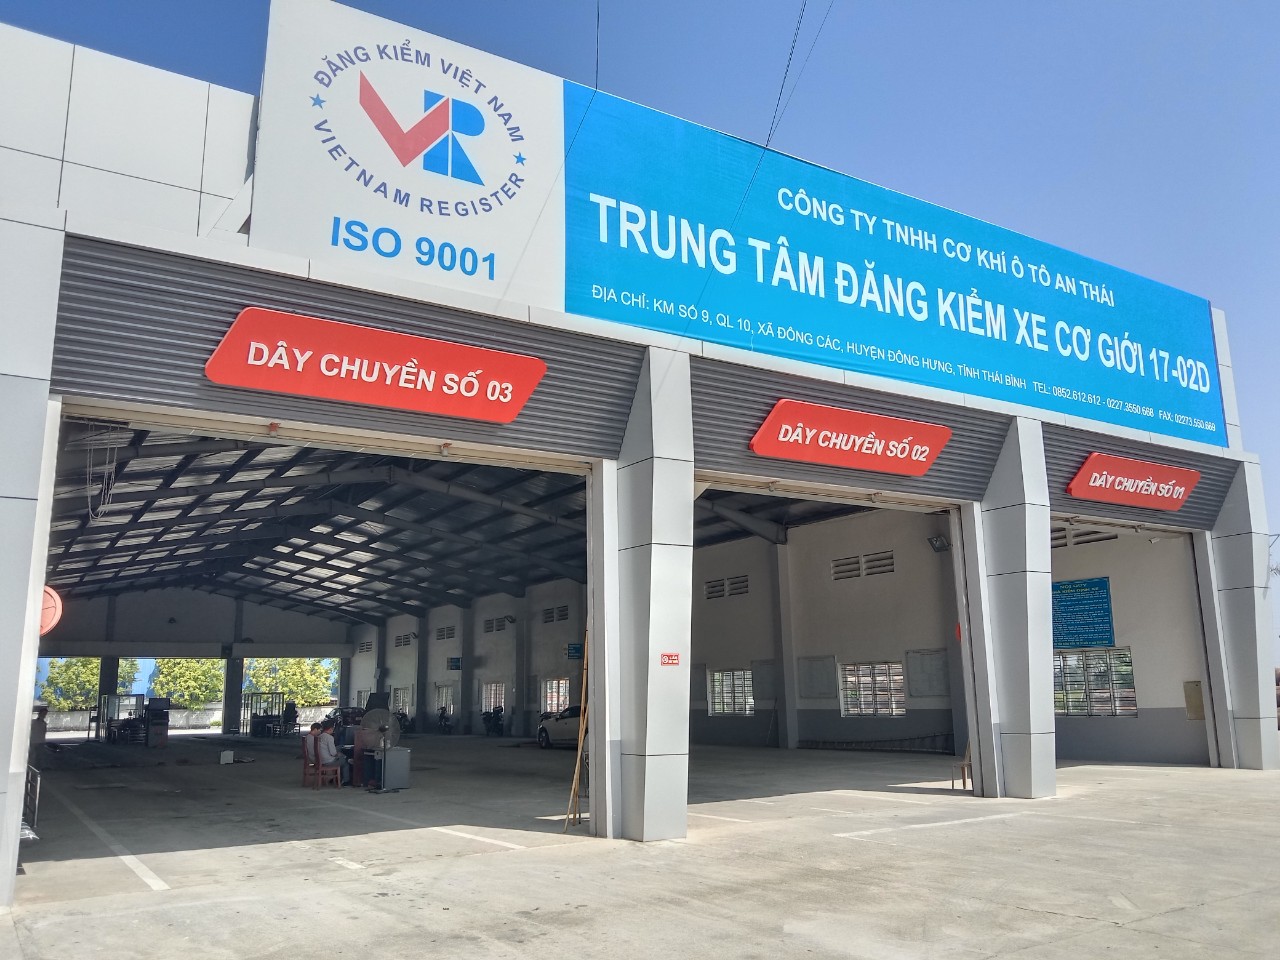 ĐĂNG KIỂM VIỆT NAM
VR
VIETNAM REGISTER
ISO 9001
CÔNG TY TNHH CƠ KHÍ Ô TÔ AN THÁI
TRUNG TÂM ĐĂNG KIỂM XE CƠ GIỚI 17-02D
ĐỊA CHỈ: KM SỐ 9, QL 10, XÃ ĐÔNG CÁC, HUYỆN ĐÔNG HƯNG, TỈNH THÁI BÌNH TEL: 0852.612.612 - 0227.3550.668 FAX: 02273.550.669
DÂY CHUYỀN SỐ 03
DÂY CHUYỀN SỐ 02
DÂY CHUYỀN SỐ 01